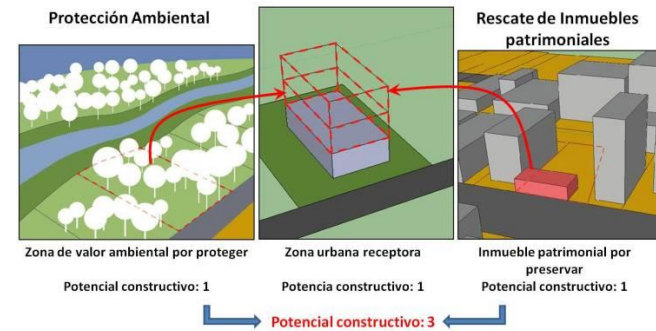 Protección Ambiental
Rescate de Inmuebles
patrimoniales
Zona de valor ambiental por proteger
Zona urbana receptora
Inmueble patrimonial por
preservar
Potencial constructivo: 1
Potencia constructivo: 1
Potencial constructivo: 1
Potencial constructivo: 3